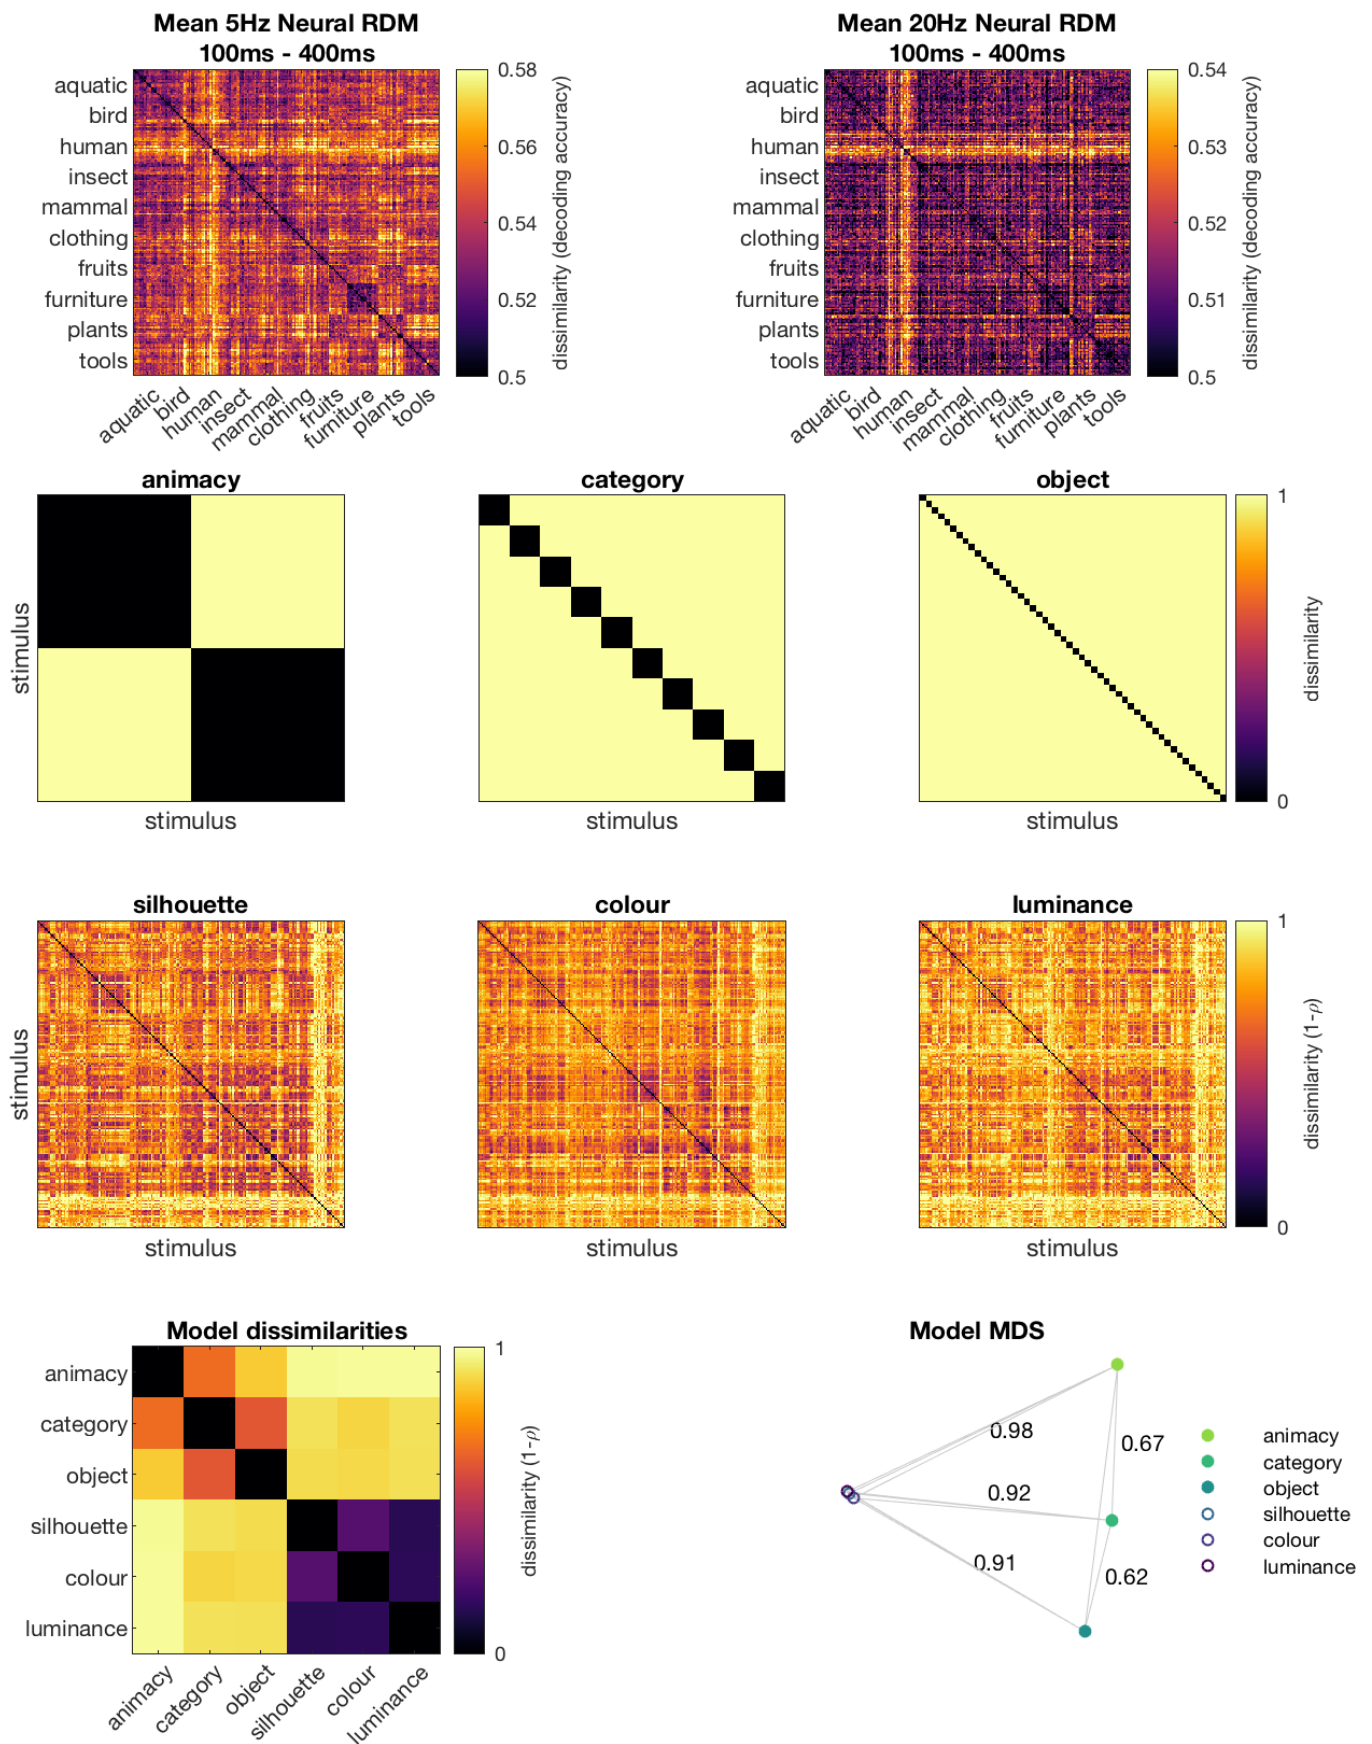 Mean 5Hz Neural RDM
100ms - 400ms
aquatic
bird
human
insect
mammal
clothing
fruits
furniture
plants
tools
aquatic
bird
human
insect
mammal
clothing
fruits
furniture
plants
tools
0.58
0.56
0.54
0.52
0.5
dissimilarity (decoding accuracy)
Mean 20Hz Neural RDM
100ms - 400ms
aquatic
bird
human
insect
mammal
clothing
fruits
furniture
plants
tools
aquatic
bird
human
insect
mammal
clothing
fruits
furniture
plants
tools
0.54
0.53
0.52
0.51
0.5
dissimilarity (decoding accuracy)
animacy
stimulus
stimulus
category
stimulus
object
stimulus
1
0
dissimilarity
silhouette
stimulus
stimulus
colour
stimulus
luminance
stimulus
1
0
dissimilarity (1-ρ)
Model dissimilarities
animacy
category
object
silhouette
colour
luminance
animacy
category
object
silhouette
colour
luminance
1
0
dissimilarity (1-ρ)
Model MDS
0.98
0.67
0.92
0.91
0.62
animacy
category
object
silhouette
colour
luminance